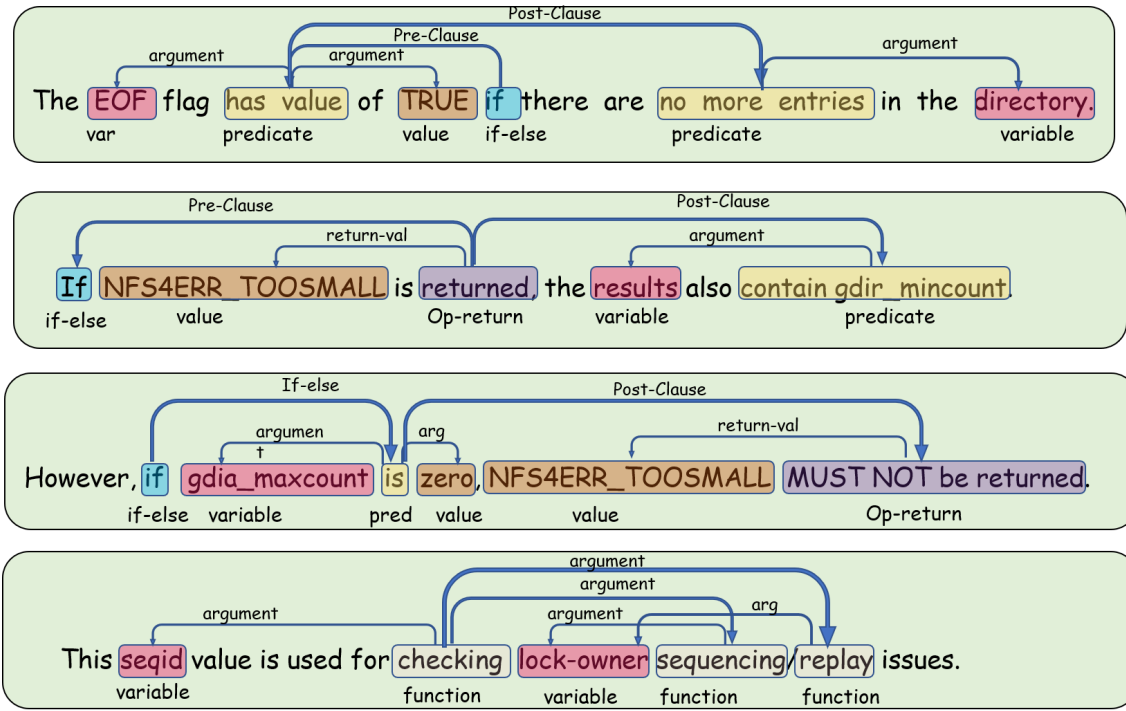 Post-Clause
Pre-Clause
argument argument argument
The EOF flag has value of TRUE if there are no more entries in the directory.
var predicate value if-else predicate variable
Pre-Clause Post-Clause
return-val argument
If NFS4ERR_TOOSMALL is returned, the results also contain gdir_mincount.
if-else value Op-return variable predicate
If-else Post-Clause
argumen arg return-val
t
However, if gdia_maxcount is zero, NFS4ERR_TOOSMALL MUST NOT be returned.
if-else variable pred value value Op-return
argument
argument
argument argument arg
This seqid value is used for checking lock-owner sequencing/replay issues.
variable function variable function function